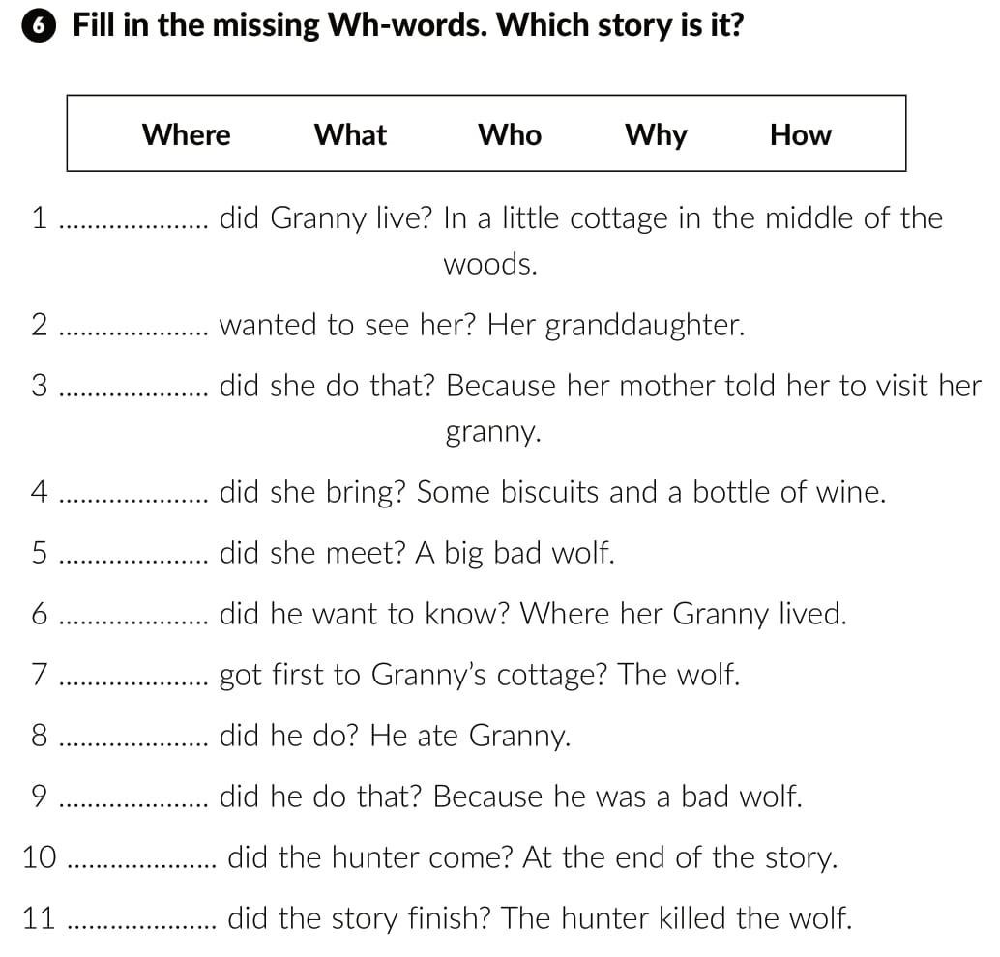 6 Fill in the missing Wh-words. Which story is it?
Where What Who Why How
1 ..................... did Granny live? In a little cottage in the middle of the
woods.
2 ..................... wanted to see her? Her granddaughter.
3 ..................... did she do that? Because her mother told her to visit her
granny.
4 ..................... did she bring? Some biscuits and a bottle of wine.
5 ..................... did she meet? A big bad wolf.
6 ..................... did he want to know? Where her Granny lived.
7 ..................... got first to Granny’s cottage? The wolf.
8 ..................... did he do? He ate Granny.
9 ..................... did he do that? Because he was a bad wolf.
10 ..................... did the hunter come? At the end of the story.
11 ..................... did the story finish? The hunter killed the wolf.